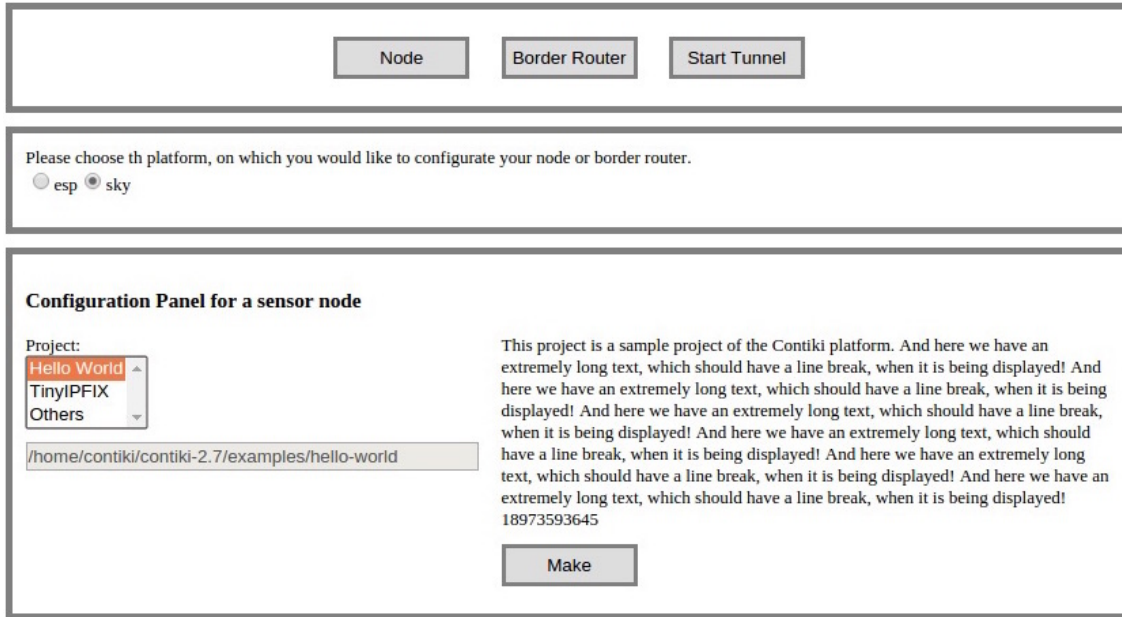 Node Border Router Start Tunnel
Please choose th platform, on which you would like to configurate your node or border router.
esp sky
Configuration Panel for a sensor node
Project:
Hello World
TinyIPFIX
Others
/home/contiki/contiki-2.7/examples/hello-world
This project is a sample project of the Contiki platform. And here we have an
extremely long text, which should have a line break, when it is being displayed! And
here we have an extremely long text, which should have a line break, when it is being
displayed! And here we have an extremely long text, which should have a line break,
when it is being displayed! And here we have an extremely long text, which should
have a line break, when it is being displayed! And here we have an extremely long
text, which should have a line break, when it is being displayed! And here we have an
extremely long text, which should have a line break, when it is being displayed!
18973593645
Make